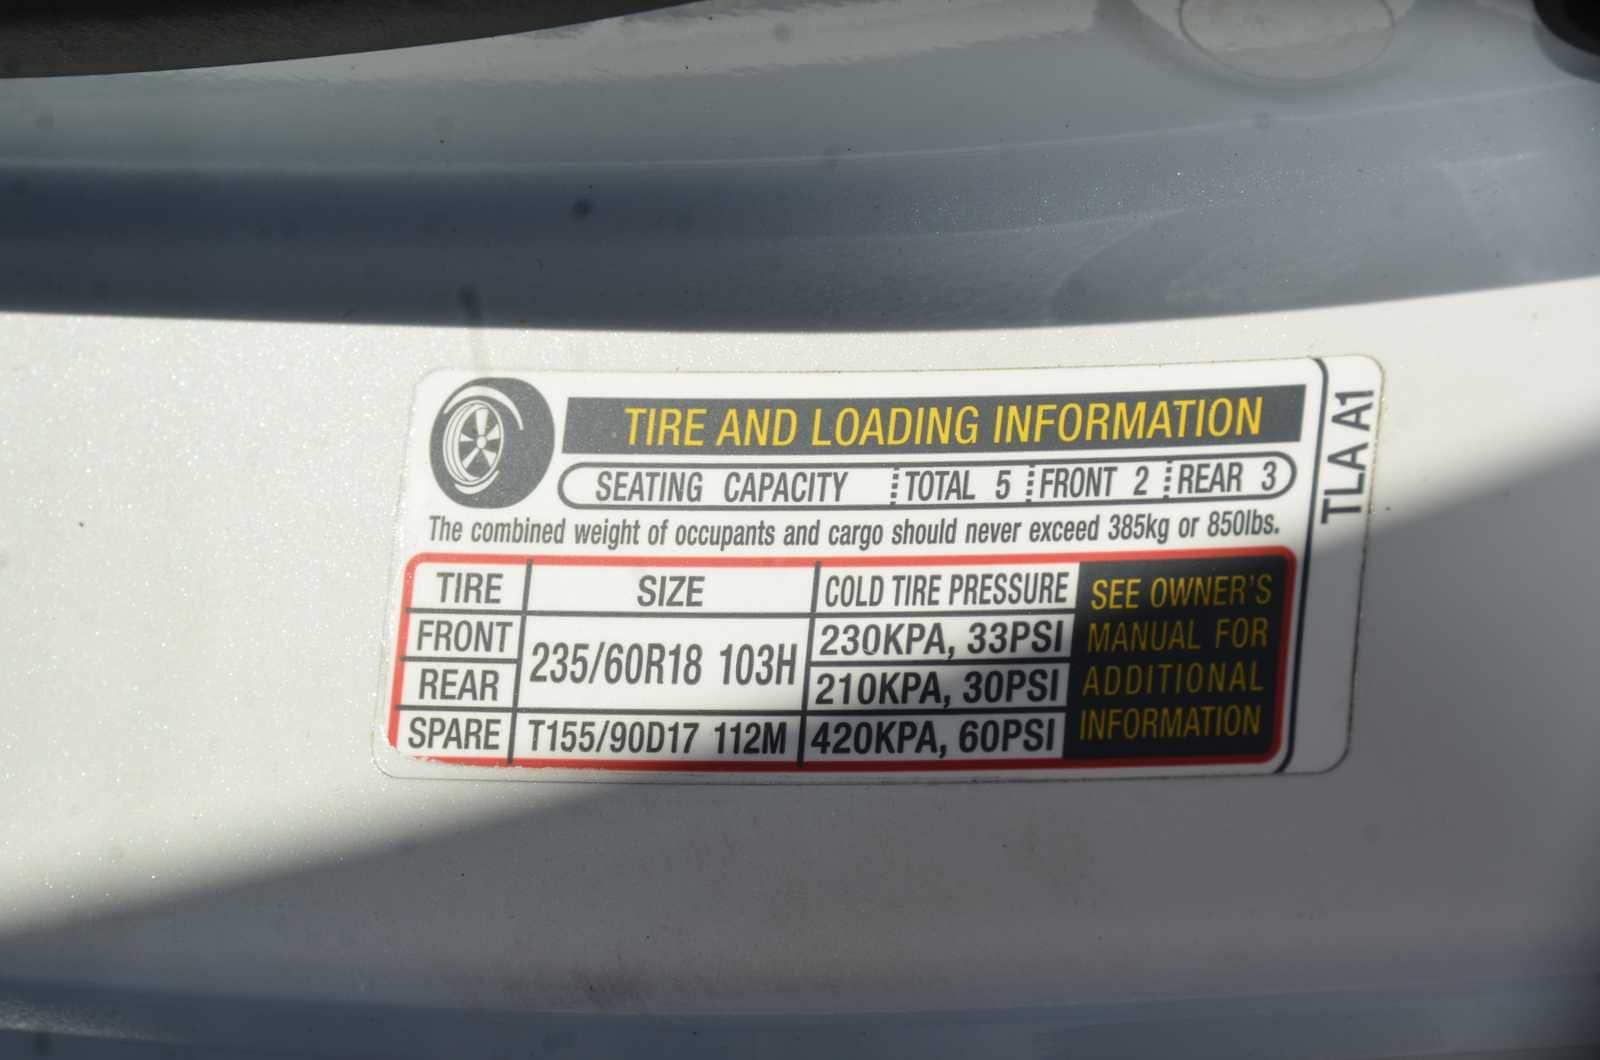 TIRE AND LOADING INFORMATION
SEATING CAPACITY TOTAL 5 FRONT 2 REAR 3
The combined weight of occupants and cargo should never exceed 385kg or 850lbs.
TIRE SIZE COLD TIRE PRESSURE
FRONT 235/60R18 103H 230KPA, 33PSI
REAR 210KPA, 30PSI
SPARE T155/90D17 112M 420KPA, 60PSI
SEE OWNER'S
MANUAL FOR
ADDITIONAL
INFORMATION
TLA A1